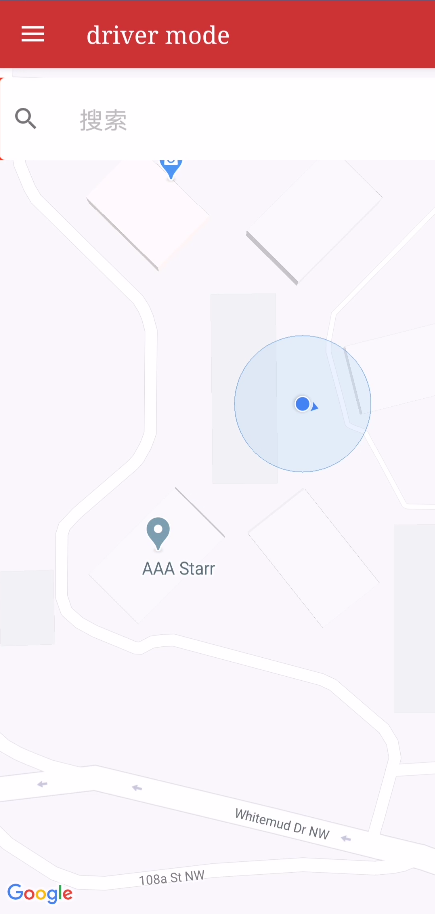 driver mode
搜索
AAA Starr
Whitemud Dr NW
108a St NW
Google